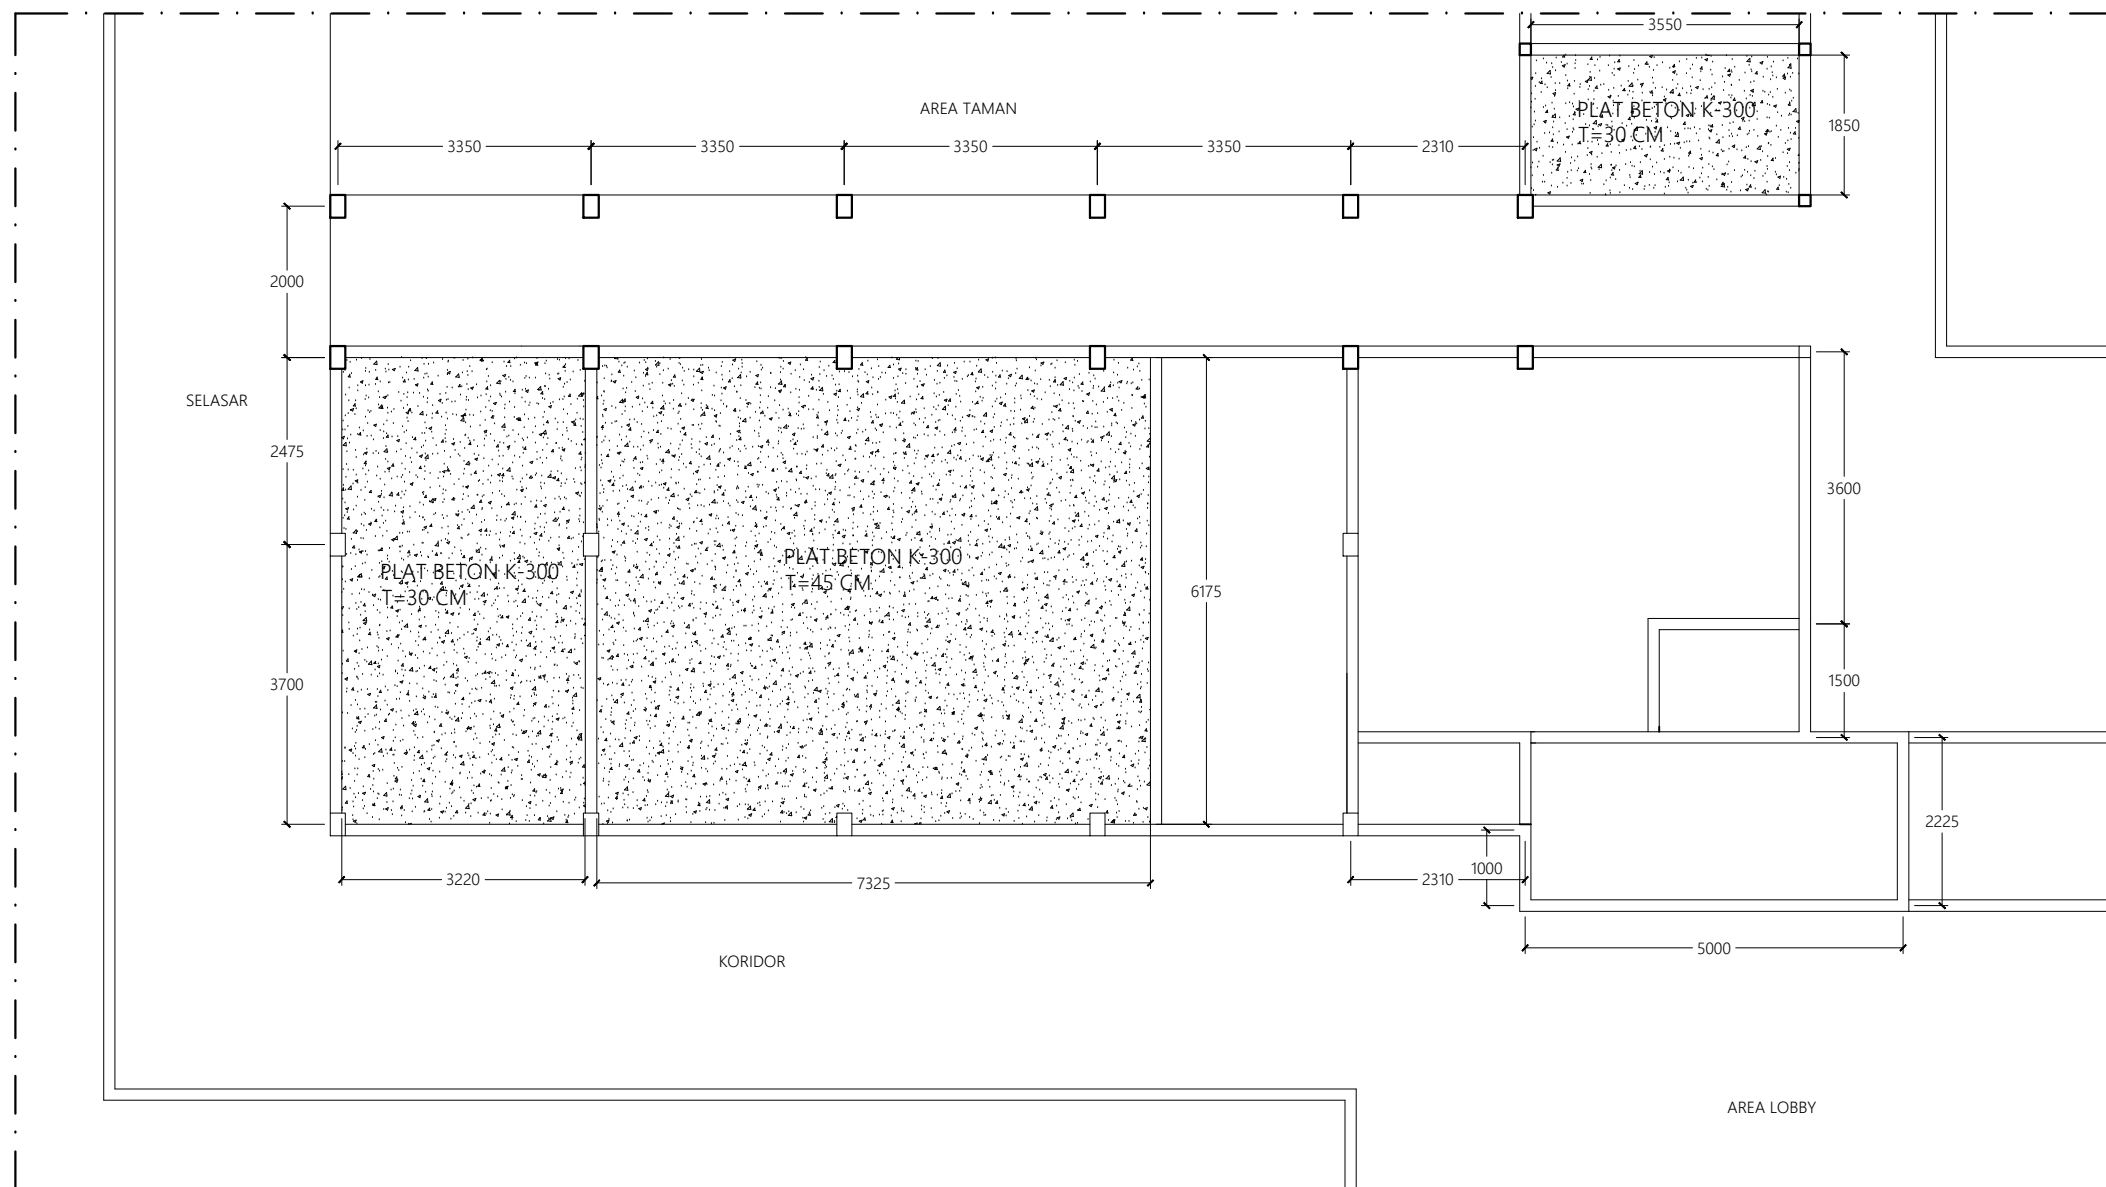 3550
AREA TAMAN
PLAT BETON K-300
T=30 CM
1850
3350
3350
3350
3350
2310
2000
SELASAR
2475
3600
PLAT BETON K-300
T=30 CM
PLAT BETON K-300
T=45 CM
6175
3700
1500
2225
3220
7325
2310
1000
5000
KORIDOR
AREA LOBBY